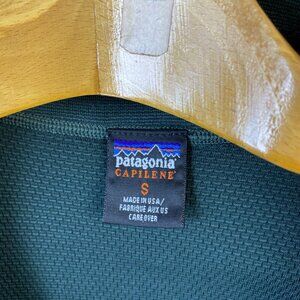 patagonia®
CAPILENE®
S
MADE IN USA/
FABRIQUE AUX US
CARE OVER